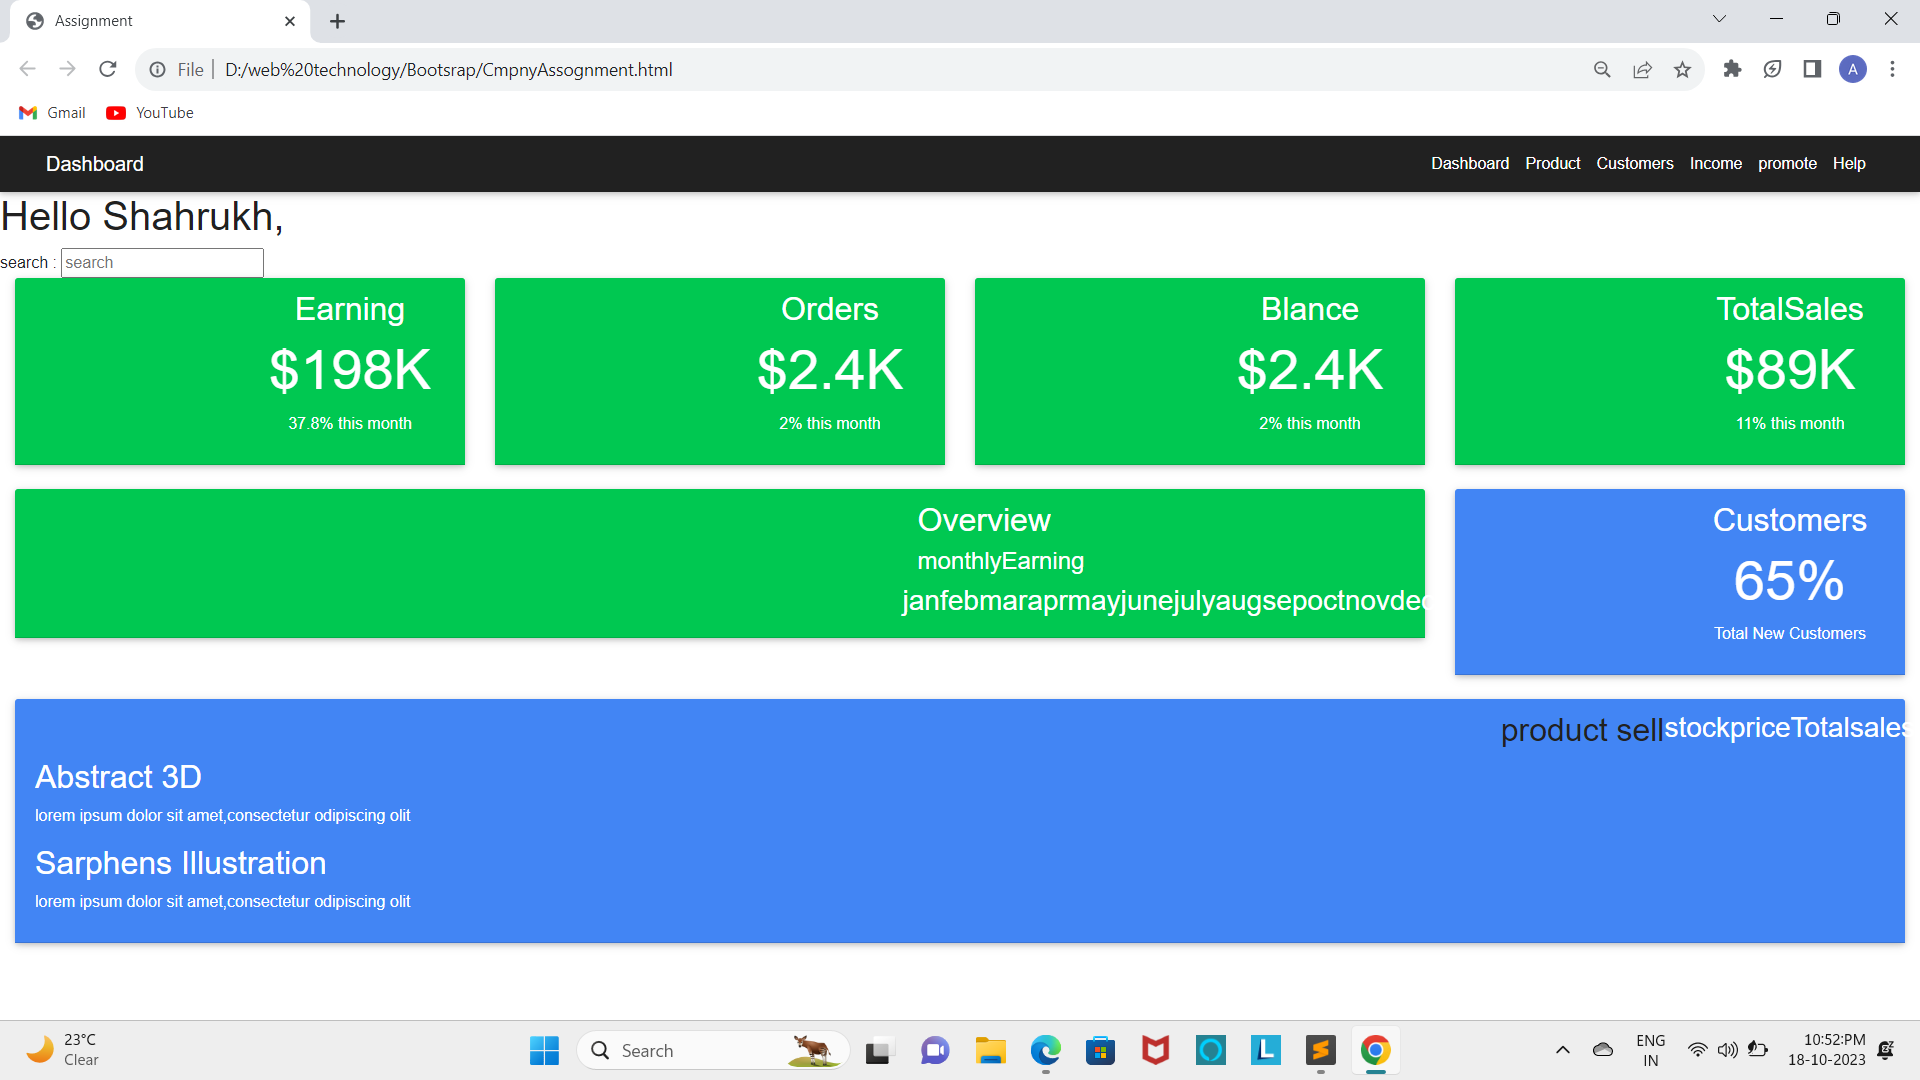 Assignment
File
D:/web%20technology/Bootsrap/CmpnyAssognment.html
A
Gmail
YouTube
Dashboard
Dashboard Product Customers Income promote Help
Hello Shahrukh,
search : search
Earning
$198K
37.8% this month
Orders
$2.4K
2% this month
Blance
$2.4K
2% this month
TotalSales
$89K
11% this month
Overview
monthlyEarning
janfebmaraprmayjunejulyaugsepoctnovdec
Customers
65%
Total New Customers
product sellstockpriceTotalsales
Abstract 3D
lorem ipsum dolor sit amet,consectetur odipiscing olit
Sarphens Illustration
lorem ipsum dolor sit amet,consectetur odipiscing olit
23°C
Clear
Search
L
ENG
IN
10:52:PM
18-10-2023